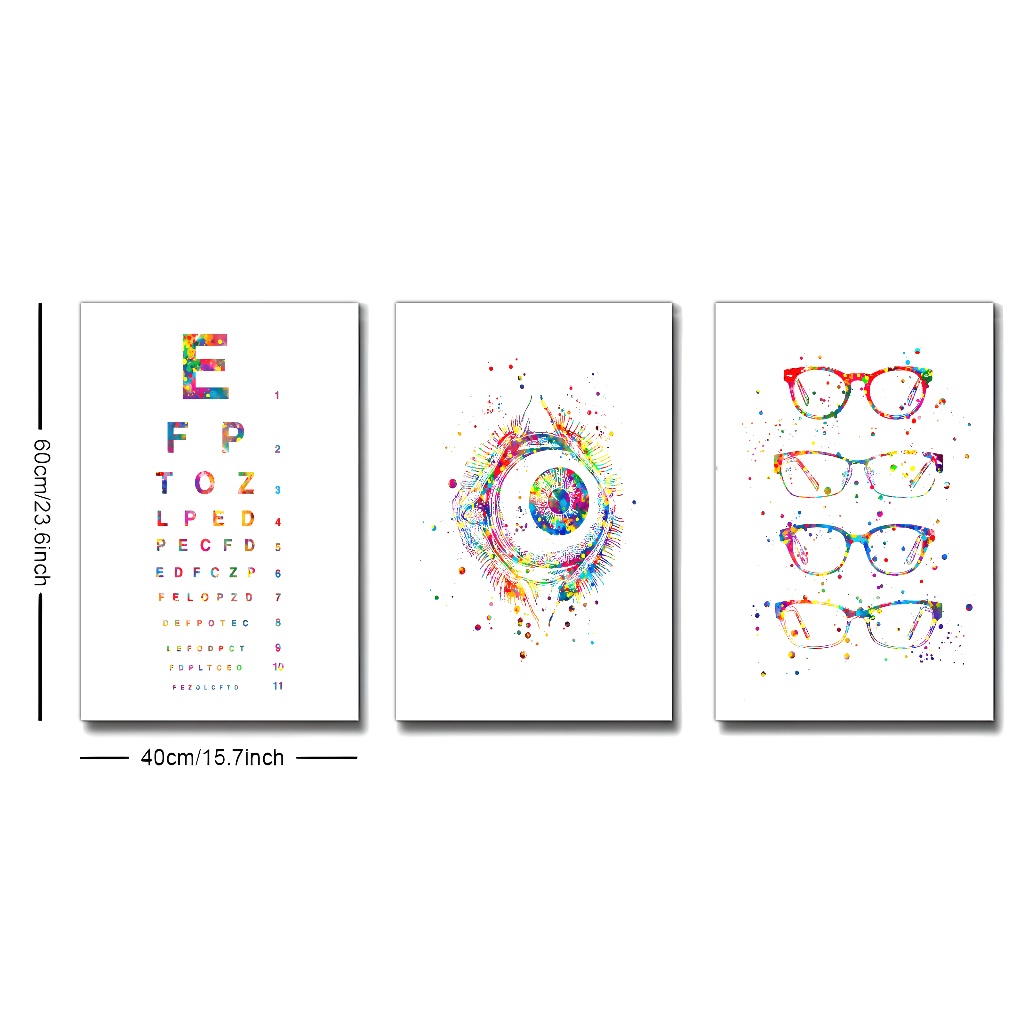 E 1
F P 2
T O Z 3
L P E D 4
P E C F D 5
E D F C Z P 6
F E L O P Z D 7
D E F P O T E C 8
L E F O D P C T 9
F D P L T C E O 10
F E Z O L C F T D 11
60cm/23.6inch
40cm/15.7inch